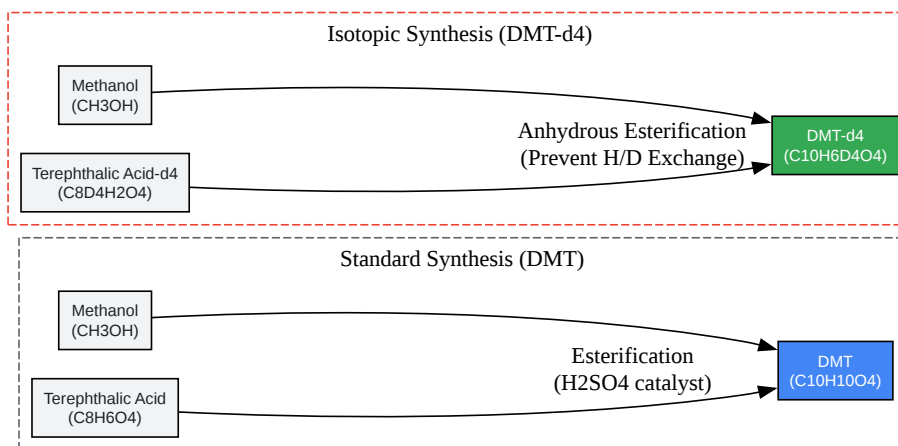 Isotopic Synthesis (DMT-d4)
Methanol
(CH3OH)
Anhydrous Esterification
(Prevent H/D Exchange)
DMT-d4
(C10H6D4O4)
Terephthalic Acid-d4
(C8D4H2O4)
Standard Synthesis (DMT)
Methanol
(CH3OH)
Esterification
(H2SO4 catalyst)
DMT
(C10H10O4)
Terephthalic Acid
(C8H6O4)